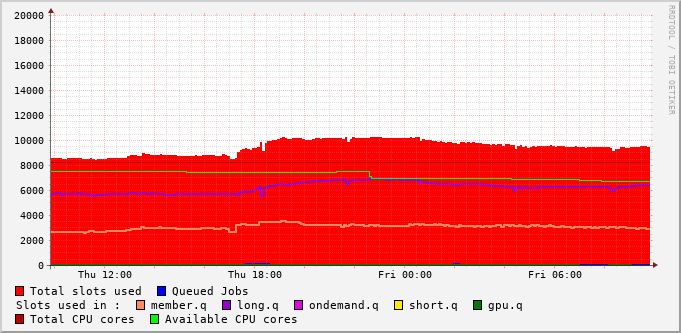 20000
18000
16000
14000
12000
10000
8000
6000
4000
2000
0
Thu 12:00 Thu 18:00 Fri 00:00 Fri 06:00
RRDTOOL / TOBI OETIKER
Total slots used Queued Jobs
Slots used in : member.q long.q ondemand.q short.q gpu.q
Total CPU cores Available CPU cores